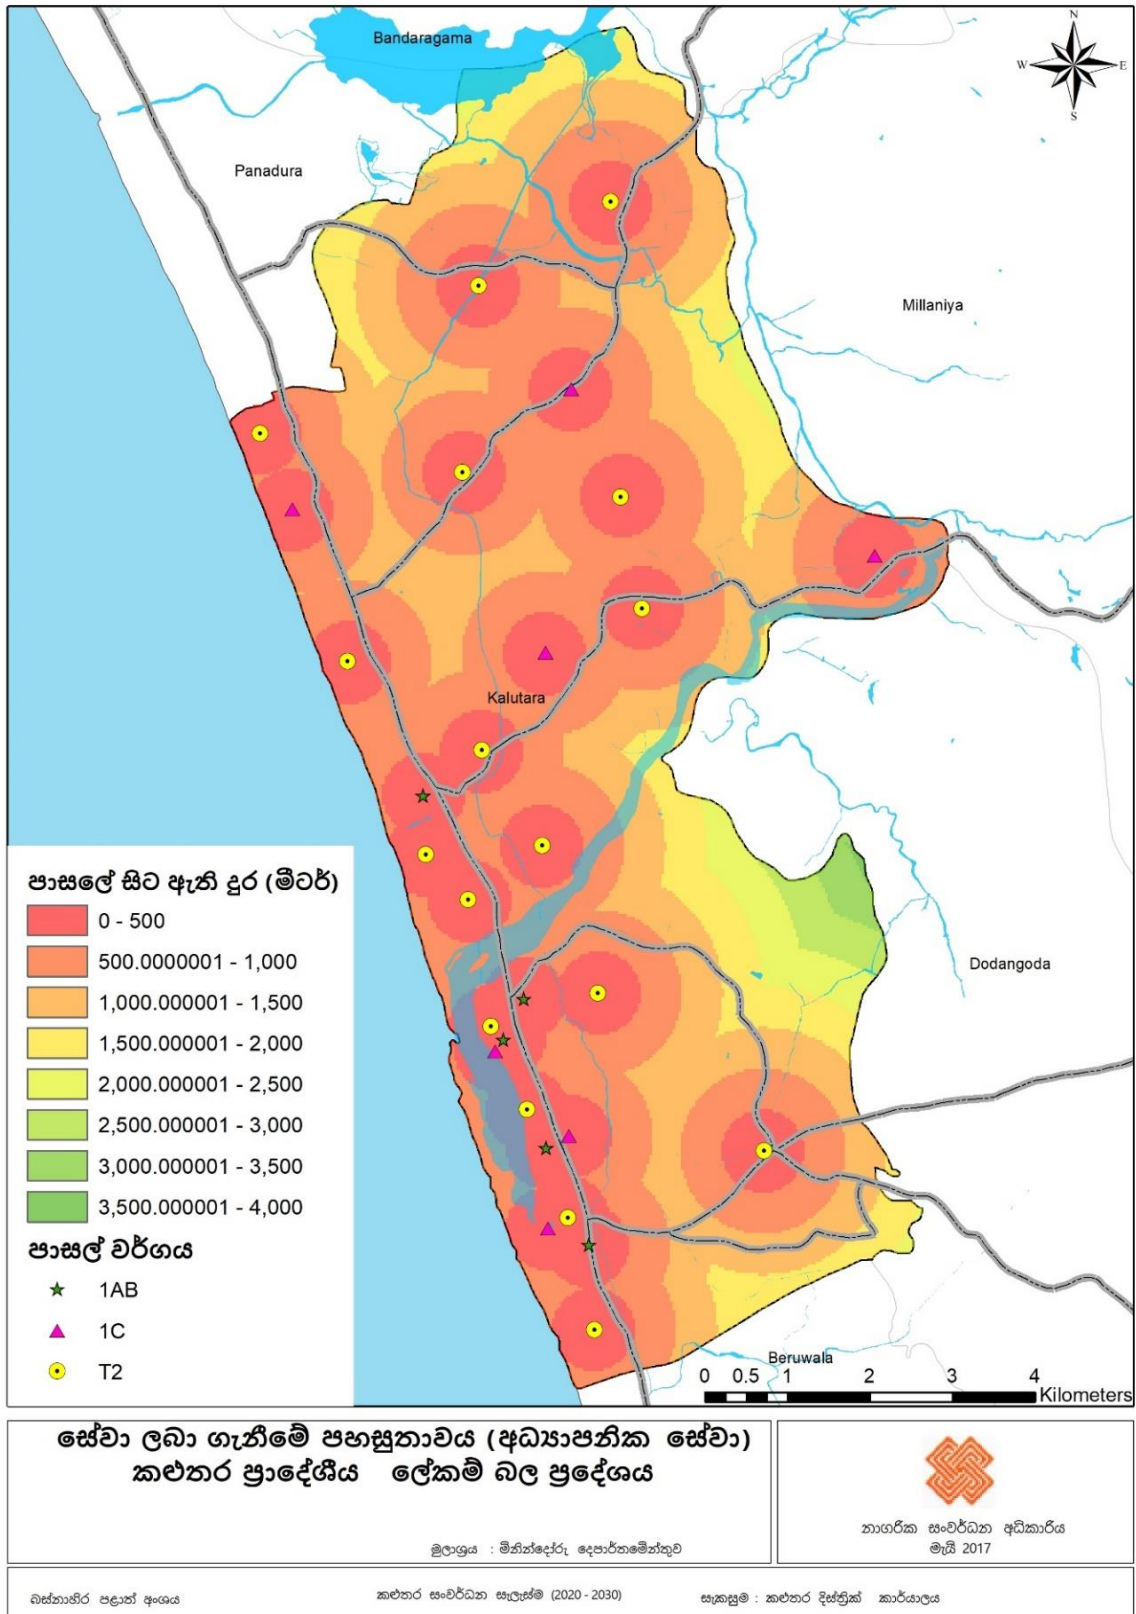 Bandaragama
N
W E
S
Panadura
Millaniya
Kalutara
Dodangoda
Beruwala
පාසලේ සිට ඇති දුර (මීටර්)
0 - 500
500.0000001 - 1,000
1,000.000001 - 1,500
1,500.000001 - 2,000
2,000.000001 - 2,500
2,500.000001 - 3,000
3,000.000001 - 3,500
3,500.000001 - 4,000
පාසල් වර්ගය
1AB
1C
T2
0 0.5 1 2 3 4
Kilometers
සේවා ලබා ගැනීමේ පහසුතාවය (අධ්‍යාපනික සේවා)
කළුතර ප්‍රාදේශීය ලේකම් බල ප්‍රදේශය
මුලාශ්‍රය : මිනින්දෝරු දෙපාර්තමේන්තුව
නාගරික සංවර්ධන අධිකාරිය
මැයි 2017
බස්නාහිර පළාත් අංශය
කළුතර සංවර්ධන සැලැස්ම (2020 - 2030)
සැකසුම : කළුතර දිස්ත්‍රික් කාර්යාලය